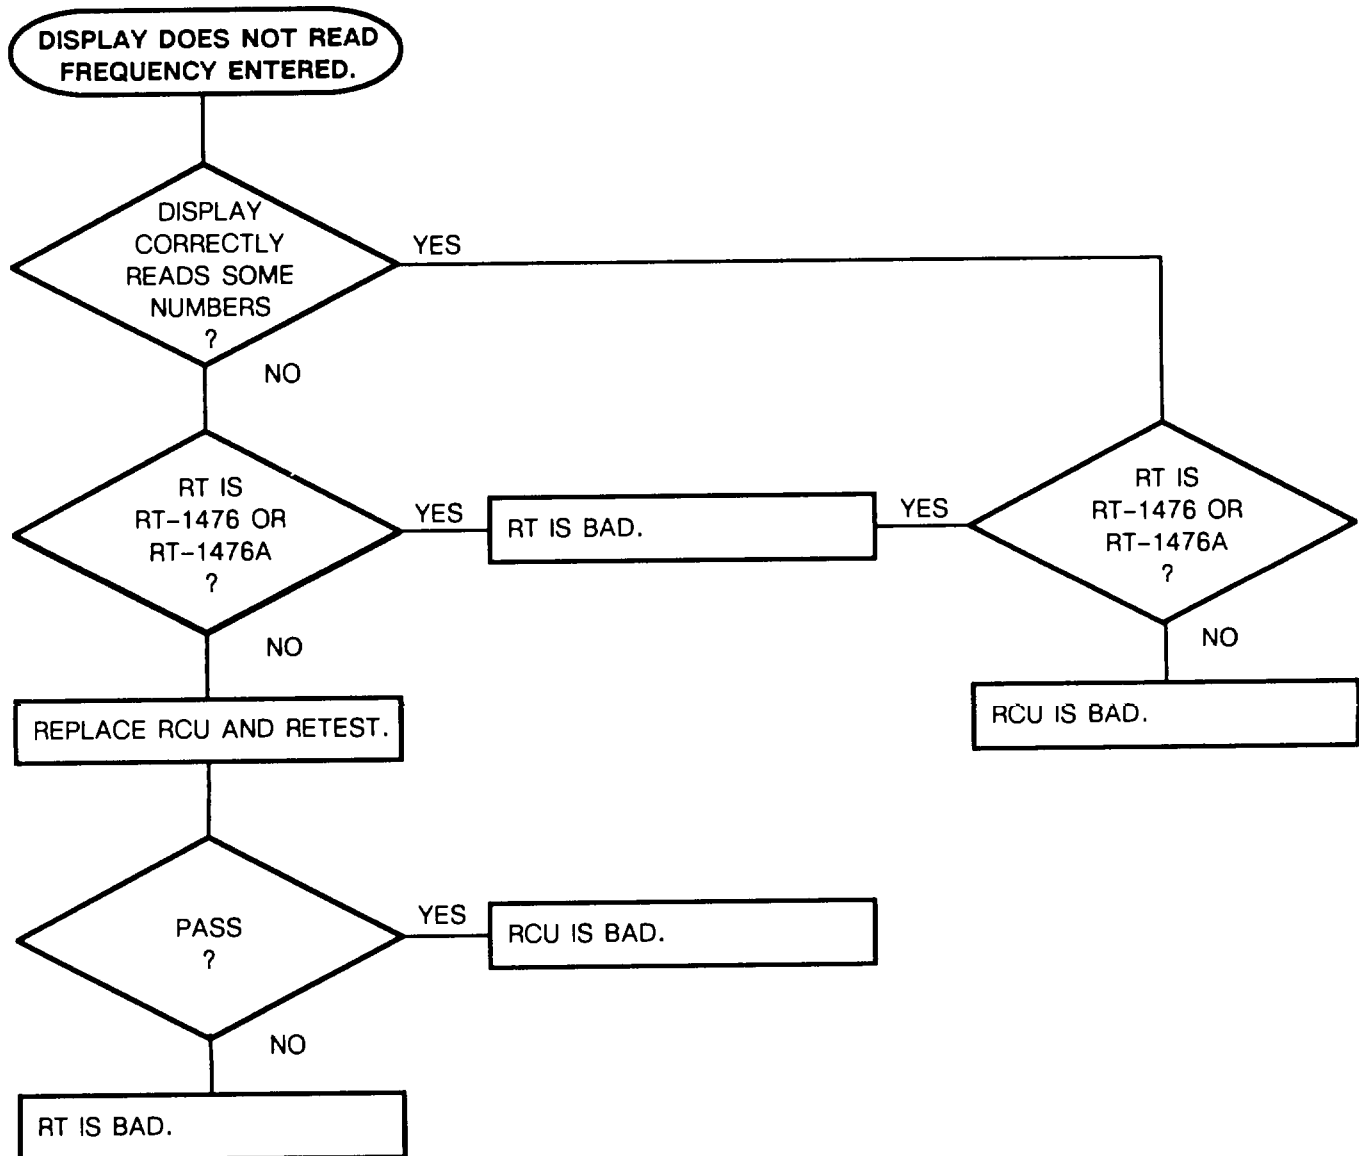 DISPLAY DOES NOT READ
FREQUENCY ENTERED.
DISPLAY
CORRECTLY
READS SOME
NUMBERS
?
YES
NO
RT IS
RT-1476 OR
RT-1476A
?
YES
RT IS BAD.
YES
RT IS
RT-1476 OR
RT-1476A
?
NO
NO
REPLACE RCU AND RETEST.
RCU IS BAD.
PASS
?
YES
RCU IS BAD.
NO
RT IS BAD.